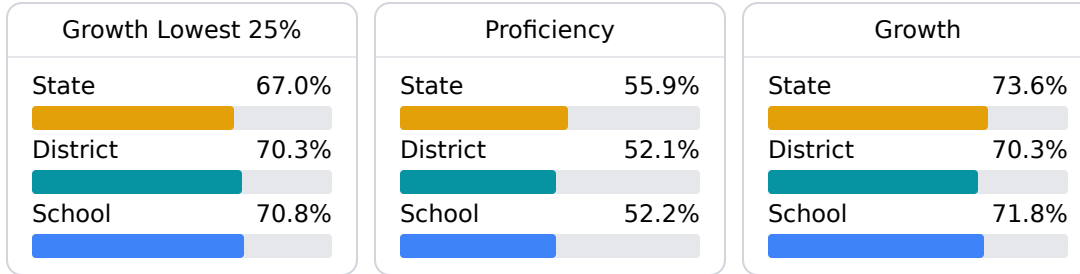 Growth Lowest 25%
State 67.0%
District 70.3%
School 70.8%
Proficiency
State 55.9%
District 52.1%
School 52.2%
Growth
State 73.6%
District 70.3%
School 71.8%